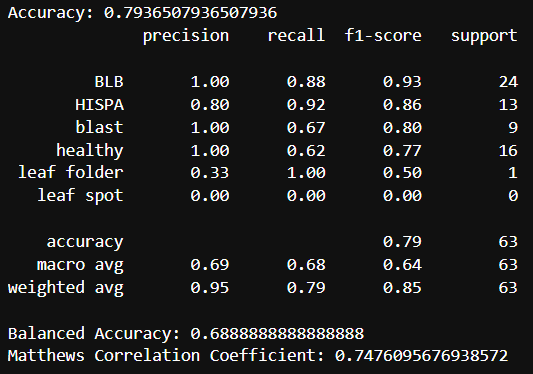 Accuracy: 0.7936507936507936
precision recall f1-score support
BLB 1.00 0.88 0.93 24
HISPA 0.80 0.92 0.86 13
blast 1.00 0.67 0.80 9
healthy 1.00 0.62 0.77 16
leaf folder 0.33 1.00 0.50 1
leaf spot 0.00 0.00 0.00 0
accuracy 0.79 63
macro avg 0.69 0.68 0.64 63
weighted avg 0.95 0.79 0.85 63
Balanced Accuracy: 0.6888888888888888
Matthews Correlation Coefficient: 0.7476095676938572